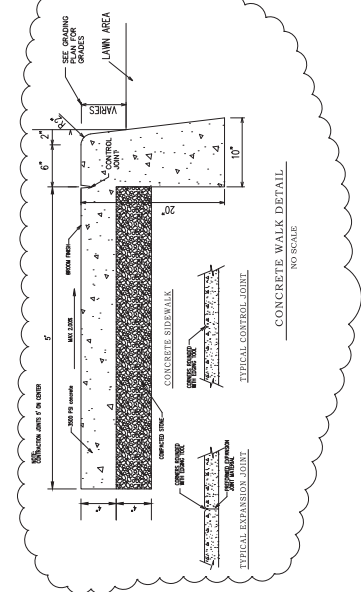 NOTE:
CONTRACTION JOINTS 5' ON CENTER
5'
6"
2"
R2"
SEE GRADING
PLAN FOR
GRADES
LAWN AREA
VARIES
CONTROL
JOINT?
BROOM FINISH
MAX 2.00%
3500 PSI concrete
4"
4"
20"
10"
COMPACTED STONE
CONCRETE SIDEWALK
CORNERS ROUNDED
WITH EDGING TOOL
PREFORMED EXPANSION
JOINT MATERIAL
TYPICAL EXPANSION JOINT
CORNERS ROUNDED
WITH EDGING TOOL
TYPICAL CONTROL JOINT
CONCRETE WALK DETAIL
NO SCALE